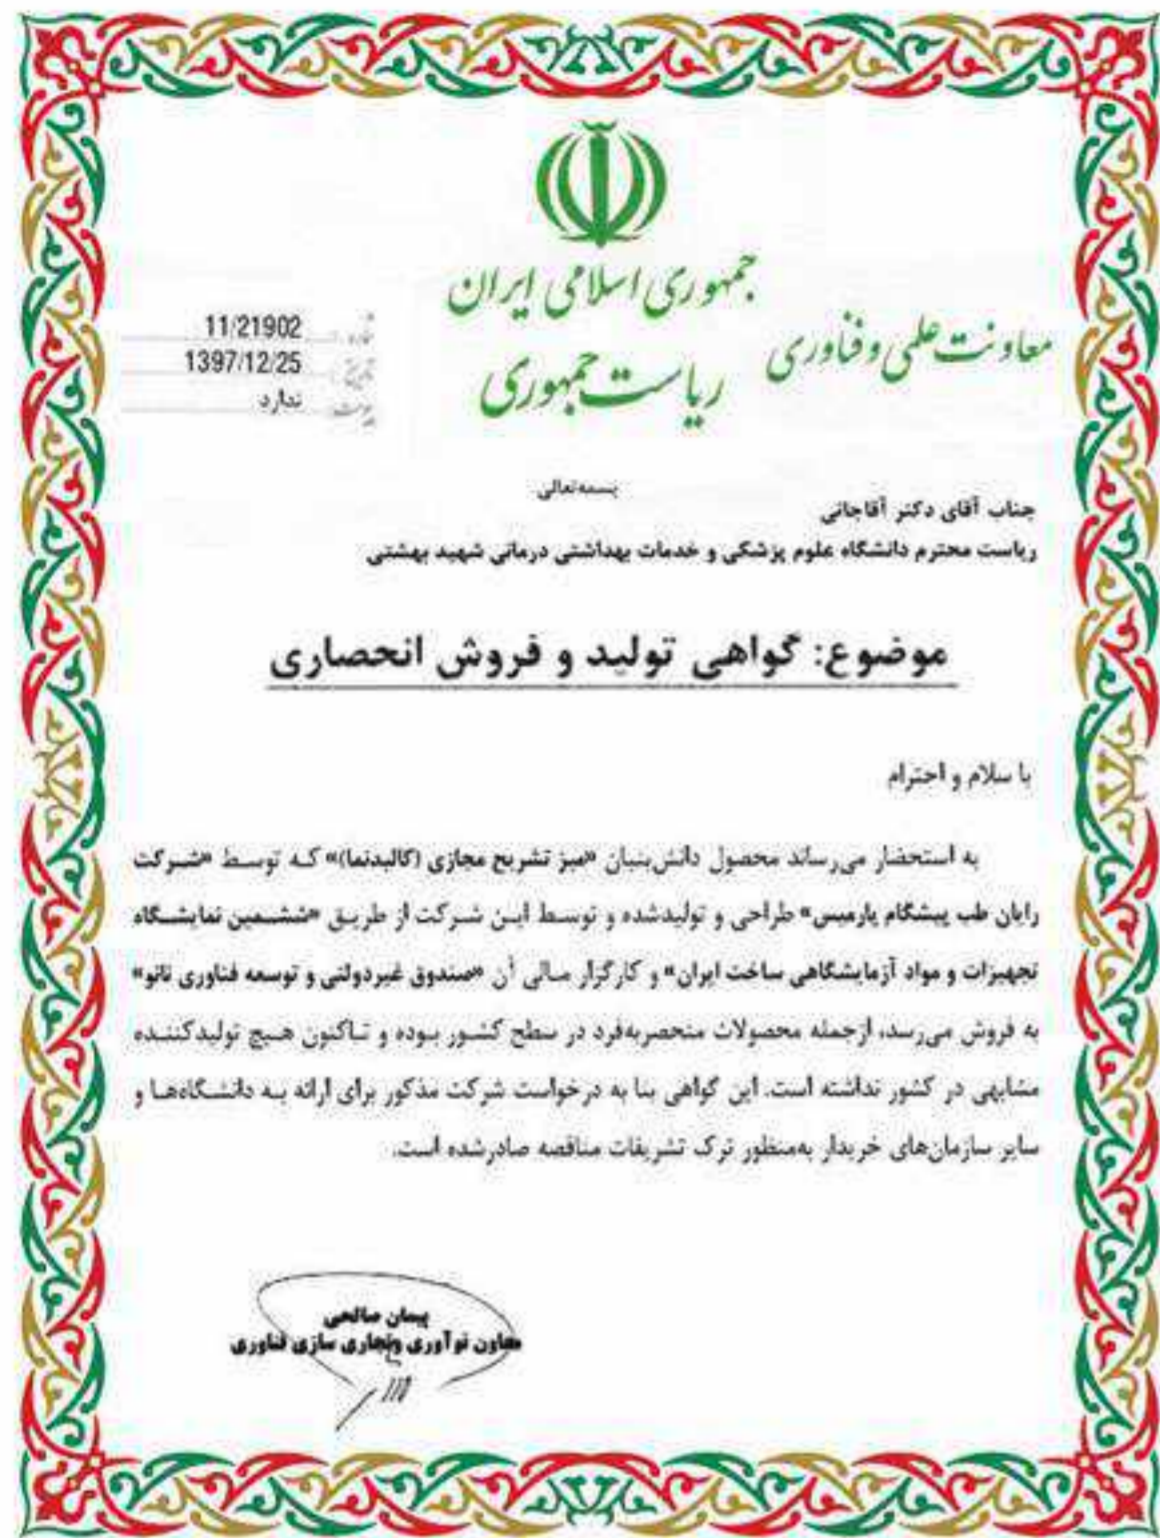 جمهوری اسلامی ایران
ریاست جمهوری
معاونت علمی و فناوری
شماره : 11/21902
تاریخ : 1397/12/25
پیوست : ندارد
بسمه‌تعالی
جناب آقای دکتر آقاجانی
ریاست محترم دانشگاه علوم پزشکی و خدمات بهداشتی درمانی شهید بهشتی
موضوع: گواهی تولید و فروش انحصاری
با سلام و احترام
به استحضار می‌رساند محصول دانش‌بنیان «میز تشریح مجازی (کالبدنما)» که توسط «شرکت
رایان طب پیشگام پارمیس» طراحی و تولیدشده و توسط این شرکت از طریق «ششمین نمایشگاه
تجهیزات و مواد آزمایشگاهی ساخت ایران» و کارگزار مالی آن «صندوق غیردولتی و توسعه فناوری نانو»
به فروش می‌رسد، ازجمله محصولات منحصربه‌فرد در سطح کشور بوده و تاکنون هیچ تولیدکننده
مشابهی در کشور نداشته است. این گواهی بنا به درخواست شرکت مذکور برای ارائه به دانشگاه‌ها و
سایر سازمان‌های خریدار به‌منظور ترک تشریفات مناقصه صادرشده است.
پیمان صالحی
معاون نوآوری وتجاری سازی فناوری